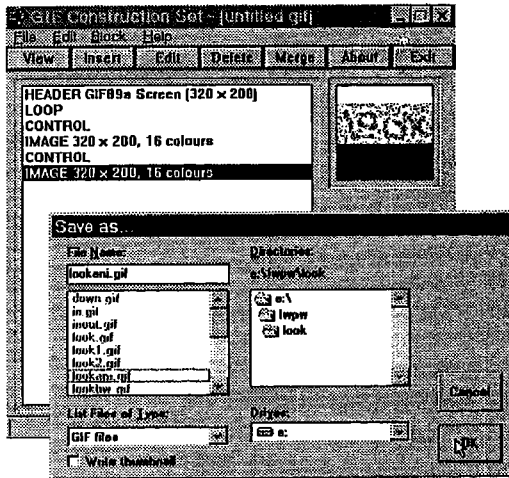 GIF Construction Set - [untitled gif]
File Edit Block Help
View Insert Edit Delete Merge About Exit
HEADER GIF89a Screen (320 x 200)
LOOP
CONTROL
IMAGE 320 x 200, 16 colours
CONTROL
IMAGE 320 x 200, 16 colours
LOOK
Save as...
File Name:
lookani.gif
down.gif
in.gif
inout.gif
look.gif
look1.gif
look2.gif
lookani.gif
lookbw.gif
List Files of Type:
GIF files
Write thumbnail
Directories:
e:\lwpw\look
e:\
lwpw
look
Drives:
e:
Cancel
OK